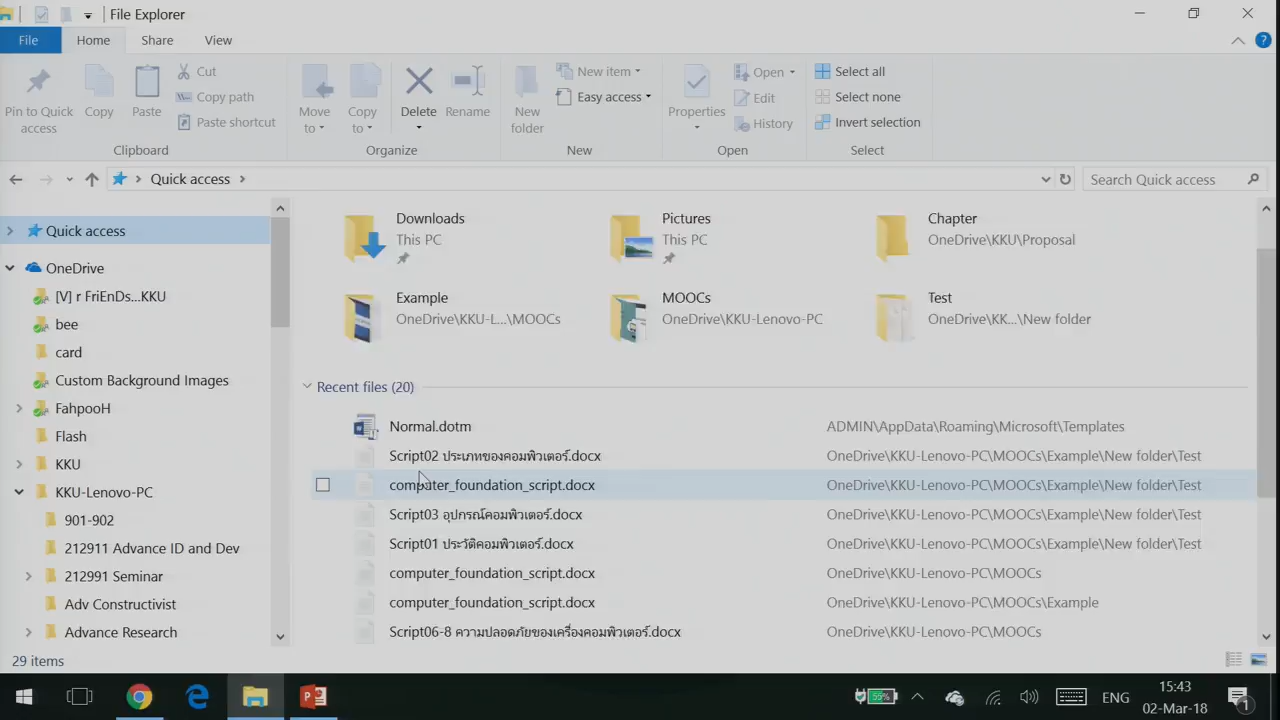 File Explorer
File Home Share View
Pin to Quick access
Copy
Paste
Cut
Copy path
Paste shortcut
Clipboard
Move to
Copy to
Delete
Rename
Organize
New folder
New item
Easy access
New
Properties
Open
Edit
History
Open
Select all
Select none
Invert selection
Select
Quick access
Search Quick access
Quick access
OneDrive
[V] r FriEnDs...KKU
bee
card
Custom Background Images
FahpooH
Flash
KKU
KKU-Lenovo-PC
901-902
212911 Advance ID and Dev
212991 Seminar
Adv Constructivist
Advance Research
Downloads
This PC
Pictures
This PC
Chapter
OneDrive\KKU\Proposal
Example
OneDrive\KKU-L...\MOOCs
MOOCs
OneDrive\KKU-Lenovo-PC
Test
OneDrive\KK...\New folder
Recent files (20)
Normal.dotm ADMIN\AppData\Roaming\Microsoft\Templates
Script02 ประเภทของคอมพิวเตอร์.docx OneDrive\KKU-Lenovo-PC\MOOCs\Example\New folder\Test
computer_foundation_script.docx OneDrive\KKU-Lenovo-PC\MOOCs\Example\New folder\Test
Script03 อุปกรณ์คอมพิวเตอร์.docx OneDrive\KKU-Lenovo-PC\MOOCs\Example\New folder\Test
Script01 ประวัติคอมพิวเตอร์.docx OneDrive\KKU-Lenovo-PC\MOOCs\Example\New folder\Test
computer_foundation_script.docx OneDrive\KKU-Lenovo-PC\MOOCs
computer_foundation_script.docx OneDrive\KKU-Lenovo-PC\MOOCs\Example
Script06-8 ความปลอดภัยของเครื่องคอมพิวเตอร์.docx OneDrive\KKU-Lenovo-PC\MOOCs
29 items
55%
ENG
15:43
02-Mar-18
1